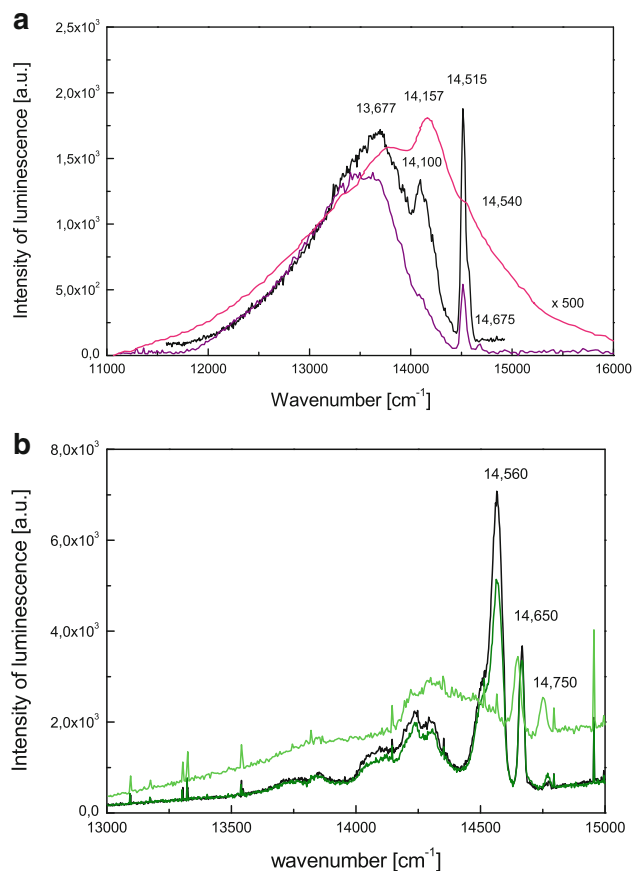 a
2,5x10³
2,0x10³
1,5x10³
1,0x10³
5,0x10²
0,0
Intensity of luminescence [a.u.]
13,677
14,157
14,100
14,515
14,540
14,675
x 500
11000 12000 13000 14000 15000 16000
Wavenumber [cm⁻¹]
b
8,0x10³
6,0x10³
4,0x10³
2,0x10³
0,0
Intensity of luminescence [a.u.]
14,560
14,650
14,750
13000 13500 14000 14500 15000
wavenumber [cm⁻¹]